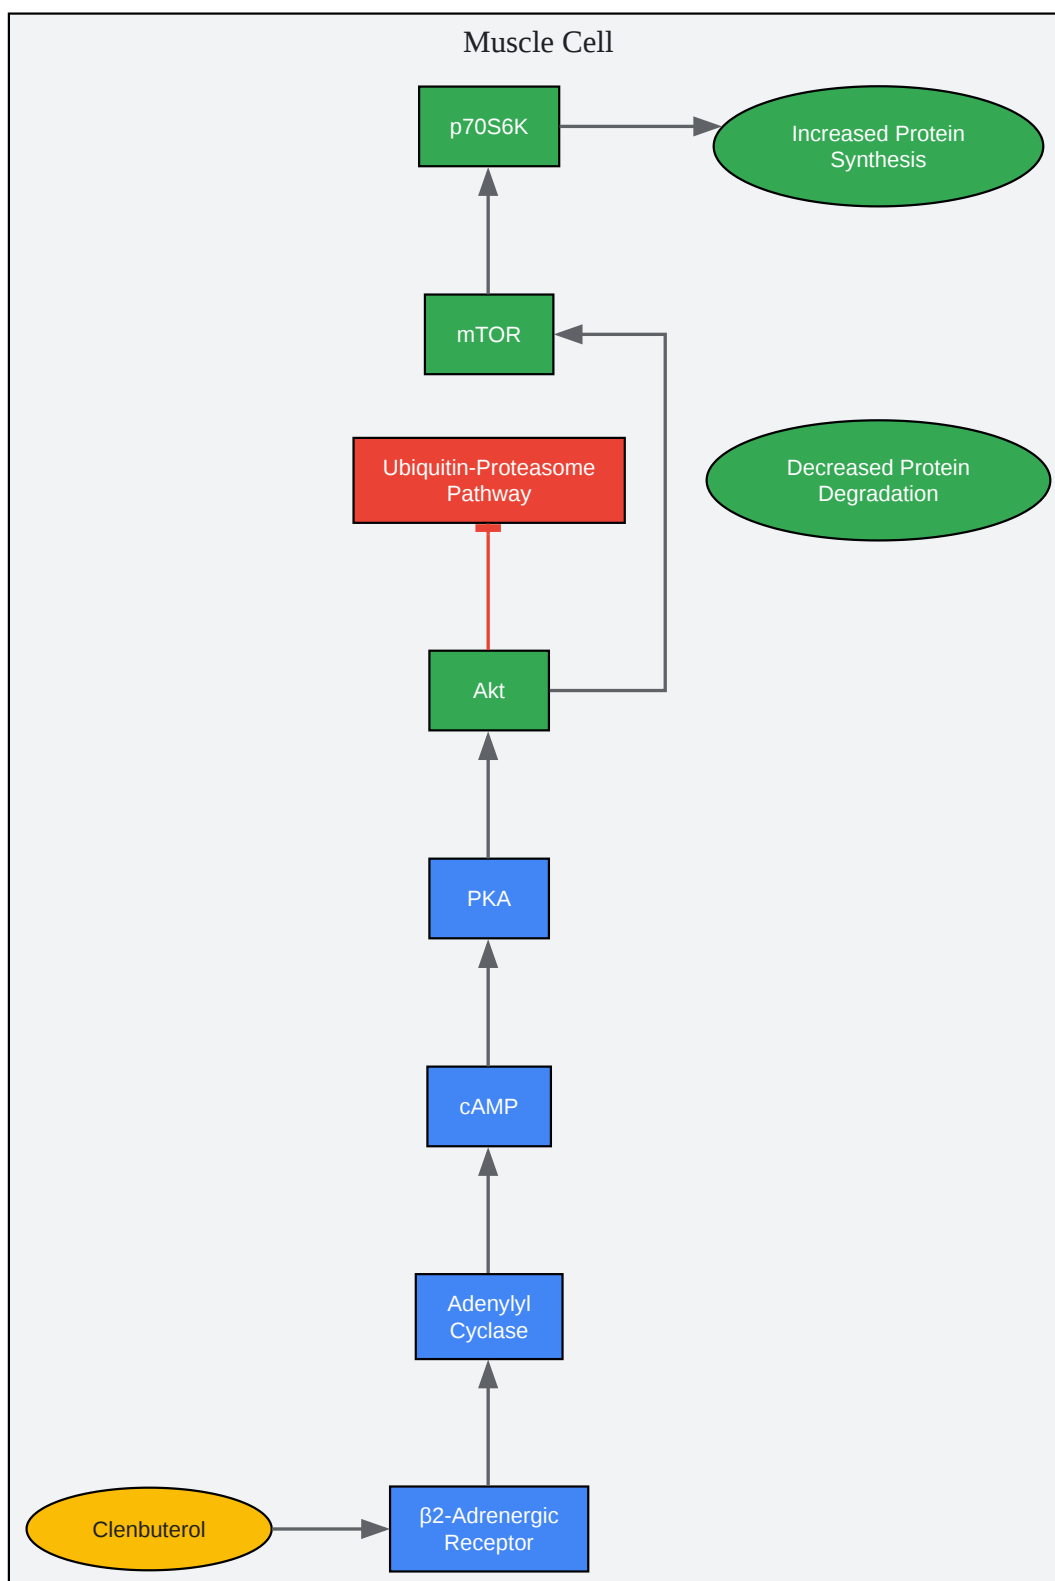 Muscle Cell
p70S6K
Increased Protein
Synthesis
mTOR
Ubiquitin-Proteasome
Pathway
Decreased Protein
Degradation
Akt
PKA
cAMP
Adenylyl
Cyclase
Clenbuterol
β2-Adrenergic
Receptor